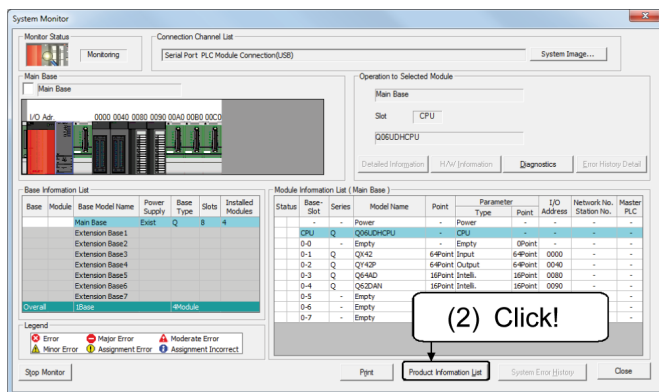 System Monitor
Monitor Status
Monitoring
Connection Channel List
Serial Port PLC Module Connection(USB)
System Image...
Main Base
Main Base
I/O Adr. 0000 0040 0080 0090 00A0 00B0 00C0
Operation to Selected Module
Main Base
Slot CPU
Q06UDHCPU
Detailed Information H/W Information Diagnostics Error History Detail
Base Information List
Base Module Base Model Name Power Supply Base Type Slots Installed Modules
Main Base Exist Q 8 4
Extension Base1
Extension Base2
Extension Base3
Extension Base4
Extension Base5
Extension Base6
Extension Base7
Overall 1Base 4Module
Module Information List ( Main Base )
Status Base-Slot Series Model Name Point Parameter Type Point I/O Address Network No. Station No. Master PLC
- - Power - Power - - - -
CPU Q Q06UDHCPU - CPU - - - -
0-0 - Empty - Empty 0Point - - -
0-1 Q QX42 64Point Input 64Point 0000 - -
0-2 Q QY42P 64Point Output 64Point 0040 - -
0-3 Q Q64AD 16Point Intelli. 16Point 0080 - -
0-4 Q Q62DAN 16Point Intelli. 16Point 0090 - -
0-5 - Empty
0-6 - Empty
0-7 - Empty
(2) Click!
Legend
Error Major Error Moderate Error
Minor Error Assignment Error Assignment Incorrect
Stop Monitor Print Product Information List System Error History Close